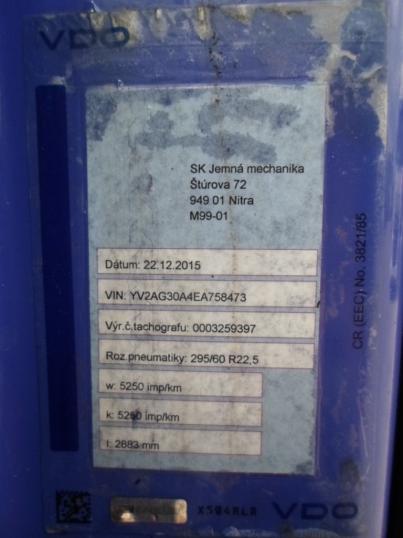 VDO
SK Jemná mechanika
Štúrova 72
949 01 Nitra
M99-01
Dátum: 22.12.2015
VIN: YV2AG30A4EA758473
Výr.č.tachografu: 0003259397
Roz.pneumatiky: 295/60 R22,5
w: 5250 imp/km
k: 5250 imp/km
l: 2883 mm
CR (EEC) No. 3821/85
VDO